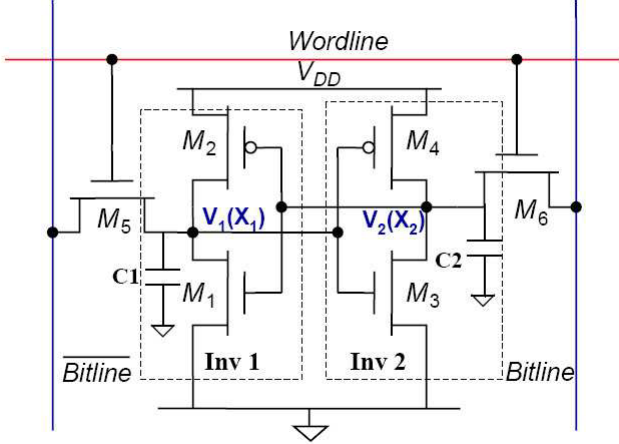 Wordline
V_DD
M_2
M_4
M_5
V_1(X_1)
V_2(X_2)
M_6
C1
C2
M_1
M_3
Inv 1
Inv 2
Bitline
Bitline